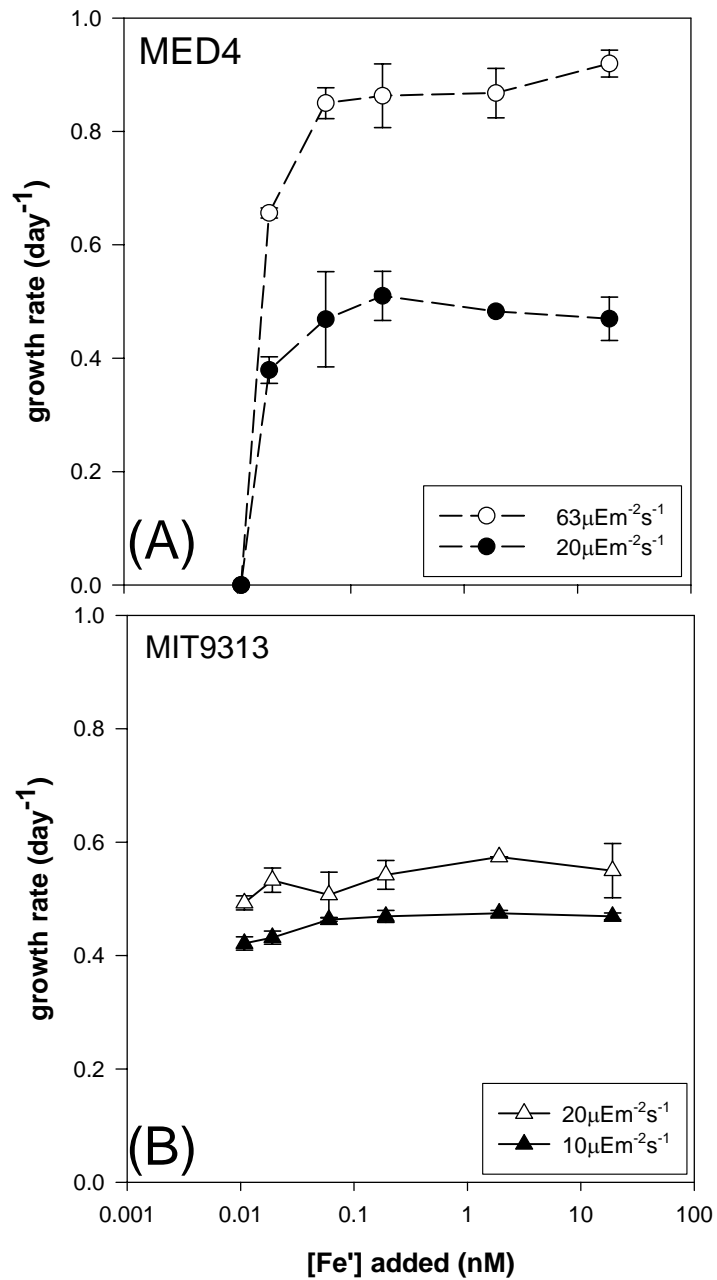 MED4
1.0
0.8
0.6
0.4
0.2
0.0
growth rate (day⁻¹)
(A)
63μEm⁻²s⁻¹
20μEm⁻²s⁻¹
MIT9313
1.0
0.8
0.6
0.4
0.2
0.0
growth rate (day⁻¹)
(B)
20μEm⁻²s⁻¹
10μEm⁻²s⁻¹
0.001 0.01 0.1 1 10 100
[Fe'] added (nM)